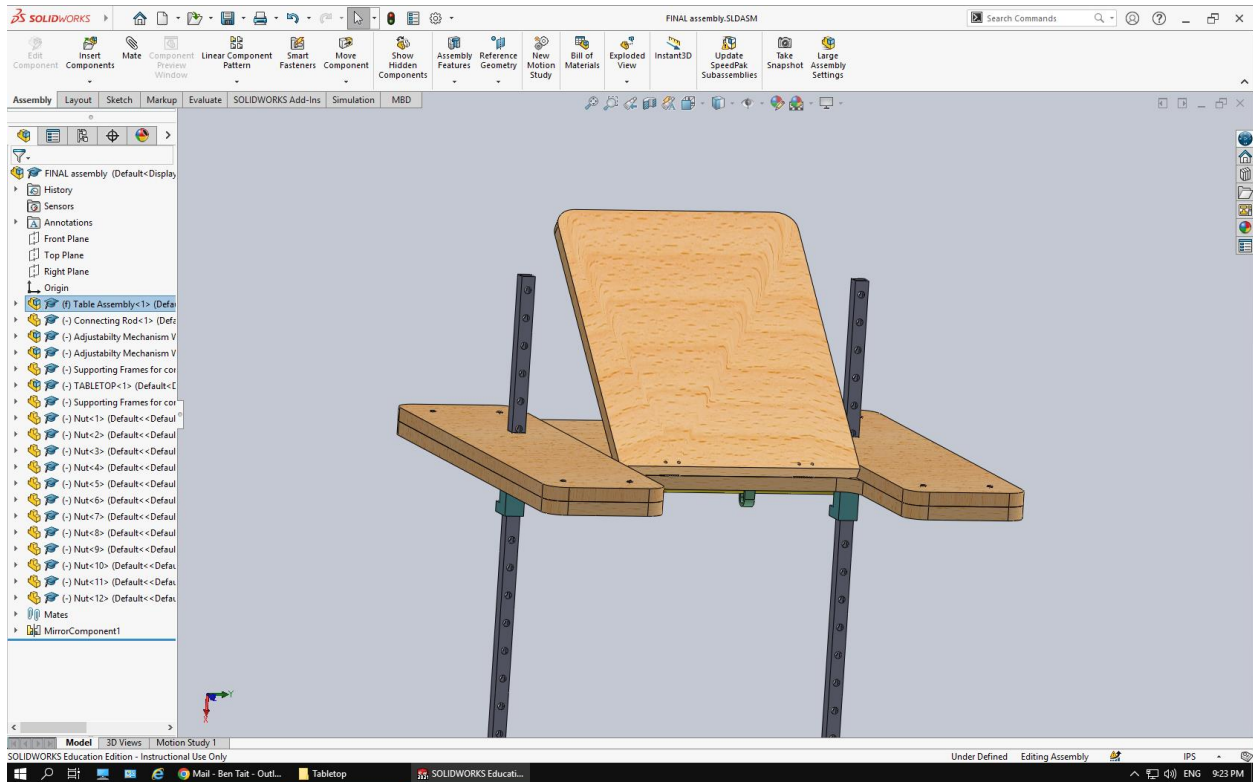 SOLIDWORKS
FINAL assembly.SLDASM
Search Commands
Edit Component
Insert Components
Mate
Component Preview Window
Linear Component Pattern
Smart Fasteners
Move Component
Show Hidden Components
Assembly Features
Reference Geometry
New Motion Study
Bill of Materials
Exploded View
Instant3D
Update SpeedPak Subassemblies
Take Snapshot
Large Assembly Settings
Assembly Layout Sketch Markup Evaluate SOLIDWORKS Add-Ins Simulation MBD
FINAL assembly (Default<Display
History
Sensors
Annotations
Front Plane
Top Plane
Right Plane
Origin
(f) Table Assembly<1> (Defau
(-) Connecting Rod<1> (Defa
(-) Adjustabilty Mechanism V
(-) Adjustabilty Mechanism V
(-) Supporting Frames for cor
(-) TABLETOP<1> (Default<D
(-) Supporting Frames for cor
(-) Nut<1> (Default<<Defaul
(-) Nut<2> (Default<<Defaul
(-) Nut<3> (Default<<Defaul
(-) Nut<4> (Default<<Defaul
(-) Nut<5> (Default<<Defaul
(-) Nut<6> (Default<<Defaul
(-) Nut<7> (Default<<Defaul
(-) Nut<8> (Default<<Defaul
(-) Nut<9> (Default<<Defaul
(-) Nut<10> (Default<<Defau
(-) Nut<11> (Default<<Defau
(-) Nut<12> (Default<<Defau
Mates
MirrorComponent1
Y
X
Model 3D Views Motion Study 1
SOLIDWORKS Education Edition - Instructional Use Only
Under Defined Editing Assembly IPS
Mail - Ben Tait - Outl... Tabletop SOLIDWORKS Educati... ENG 9:23 PM